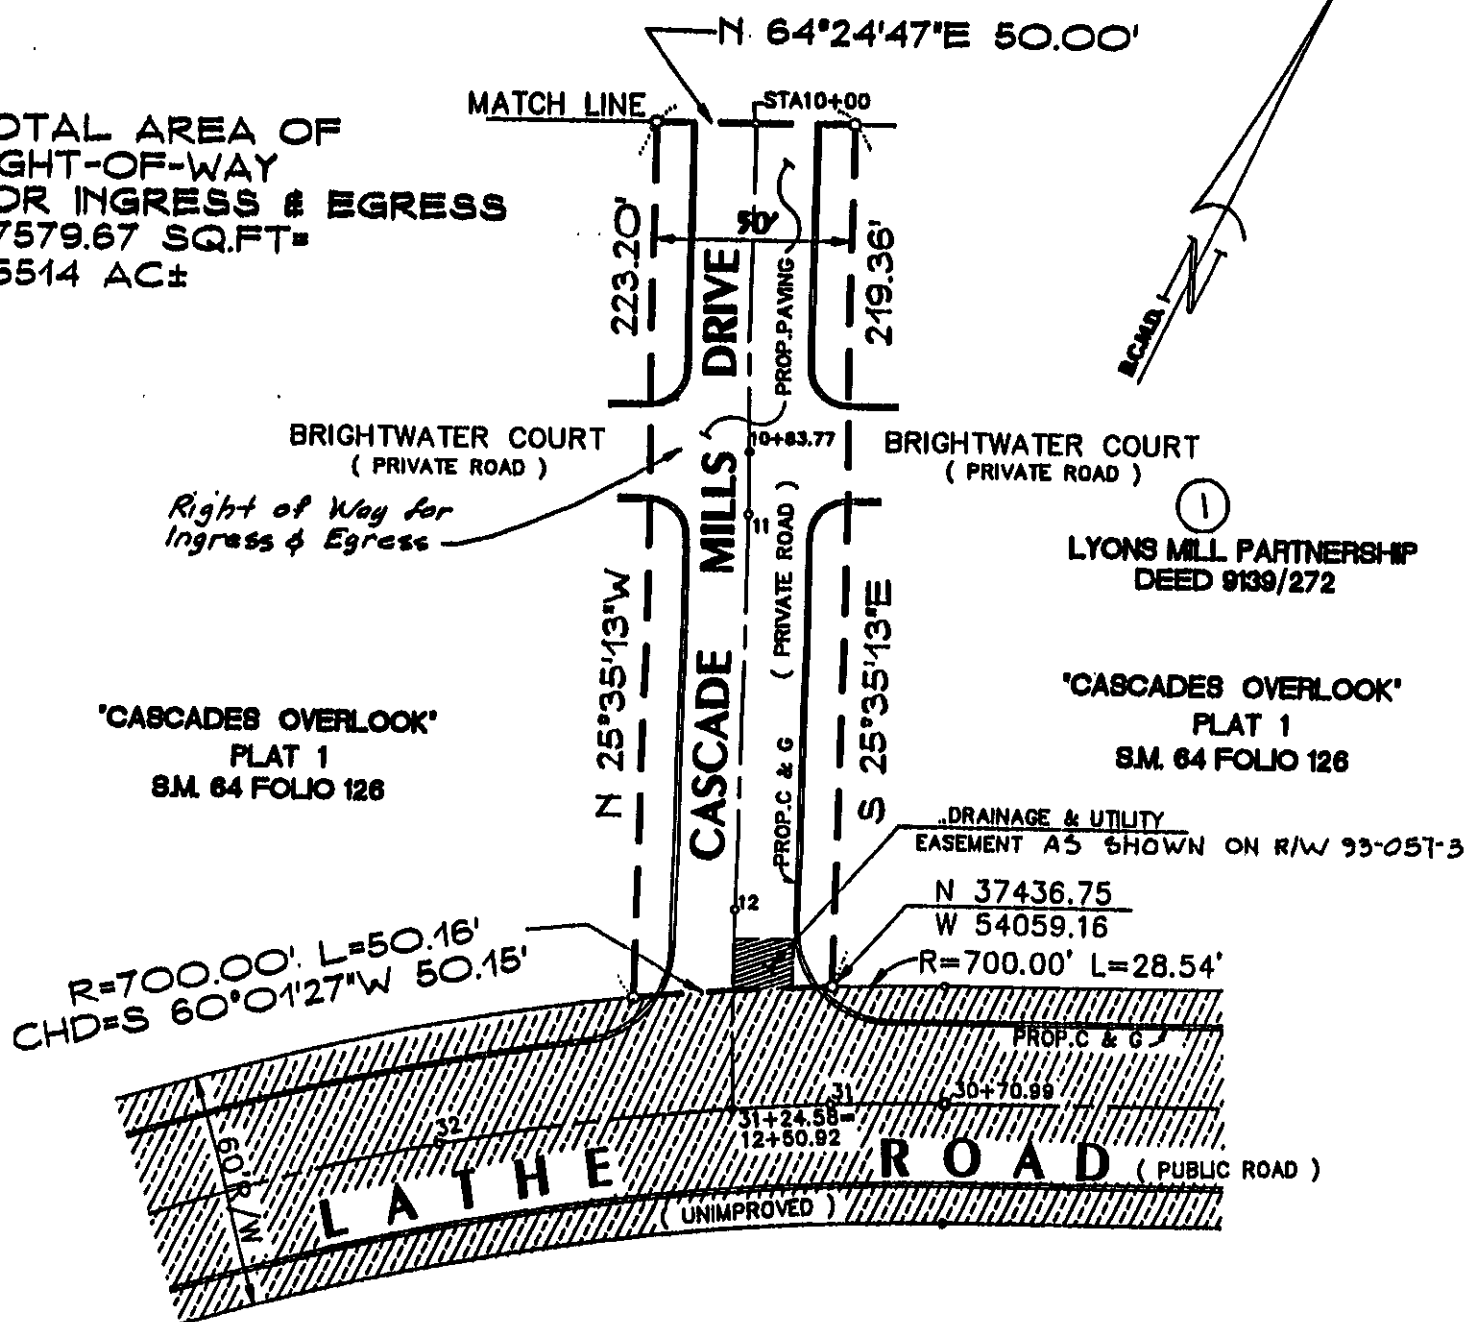 N 64°24'47"E 50.00'
MATCH LINE
STA10+00
OTAL AREA OF
IGHT-OF-WAY
OR INGRESS & EGRESS
7579.67 SQ.FT=
5514 AC±
223.20'
50'
219.36'
B.C.M.D.
PROP.PAVING
BRIGHTWATER COURT
( PRIVATE ROAD )
10+83.77
BRIGHTWATER COURT
( PRIVATE ROAD )
Right of Way for
Ingress & Egress
11
1
LYONS MILL PARTNERSHIP
DEED 9139/272
CASCADE MILLS DRIVE
( PRIVATE ROAD )
N 25°35'13"W
S 25°35'13"E
"CASCADES OVERLOOK"
PLAT 1
S.M. 64 FOLIO 126
"CASCADES OVERLOOK"
PLAT 1
S.M. 64 FOLIO 126
PROP.C & G
DRAINAGE & UTILITY
EASEMENT AS SHOWN ON R/W 93-057-3
12
N 37436.75
W 54059.16
R=700.00' L=50.16'
CHD=S 60°01'27"W 50.15'
R=700.00' L=28.54'
PROP.C & G
31
30+70.99
32
31+24.58=
12+50.92
60' R/W
LATHE ROAD ( PUBLIC ROAD )
( UNIMPROVED )